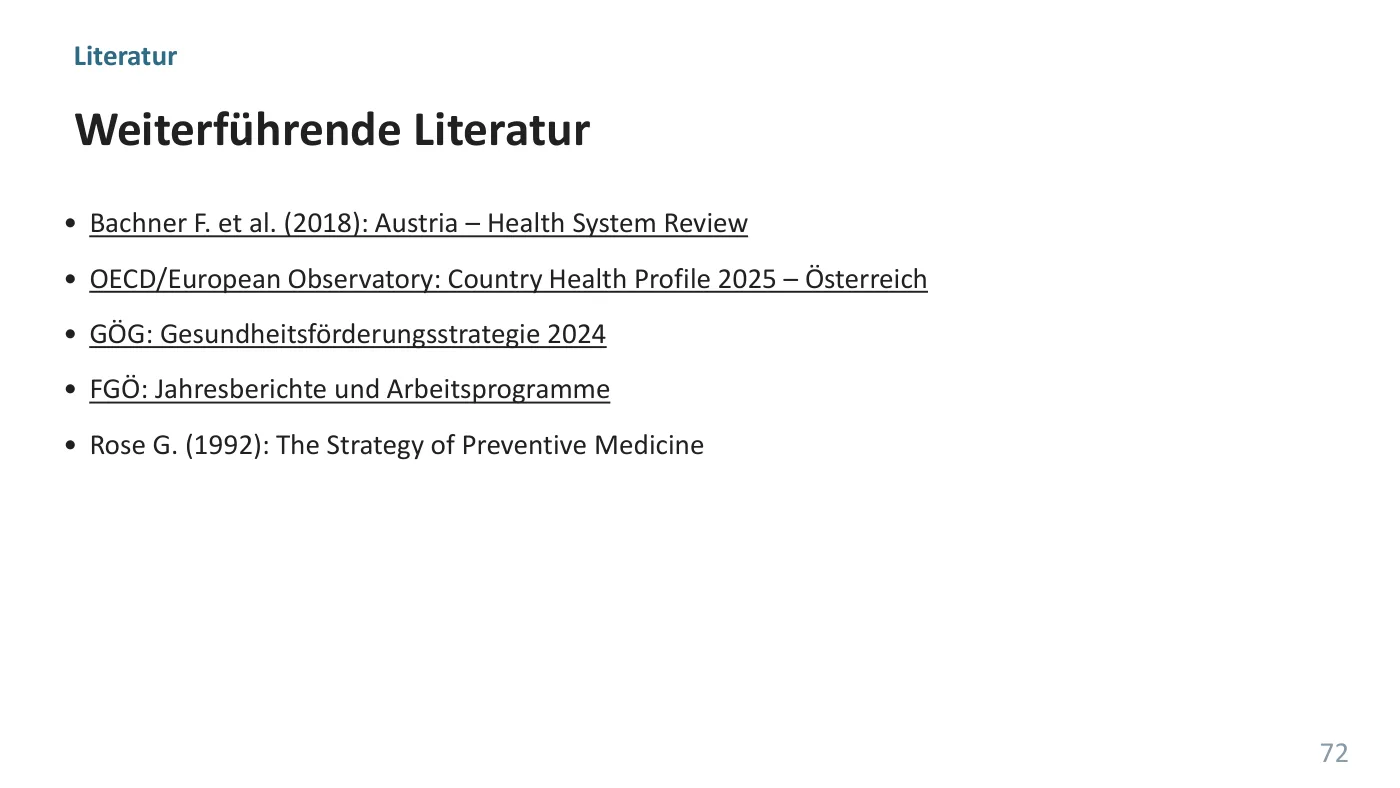 Literatur
Weiterführende Literatur
• Bachner F. et al. (2018): Austria – Health System Review
• OECD/European Observatory: Country Health Profile 2025 – Österreich
• GÖG: Gesundheitsförderungsstrategie 2024
• FGÖ: Jahresberichte und Arbeitsprogramme
• Rose G. (1992): The Strategy of Preventive Medicine
72